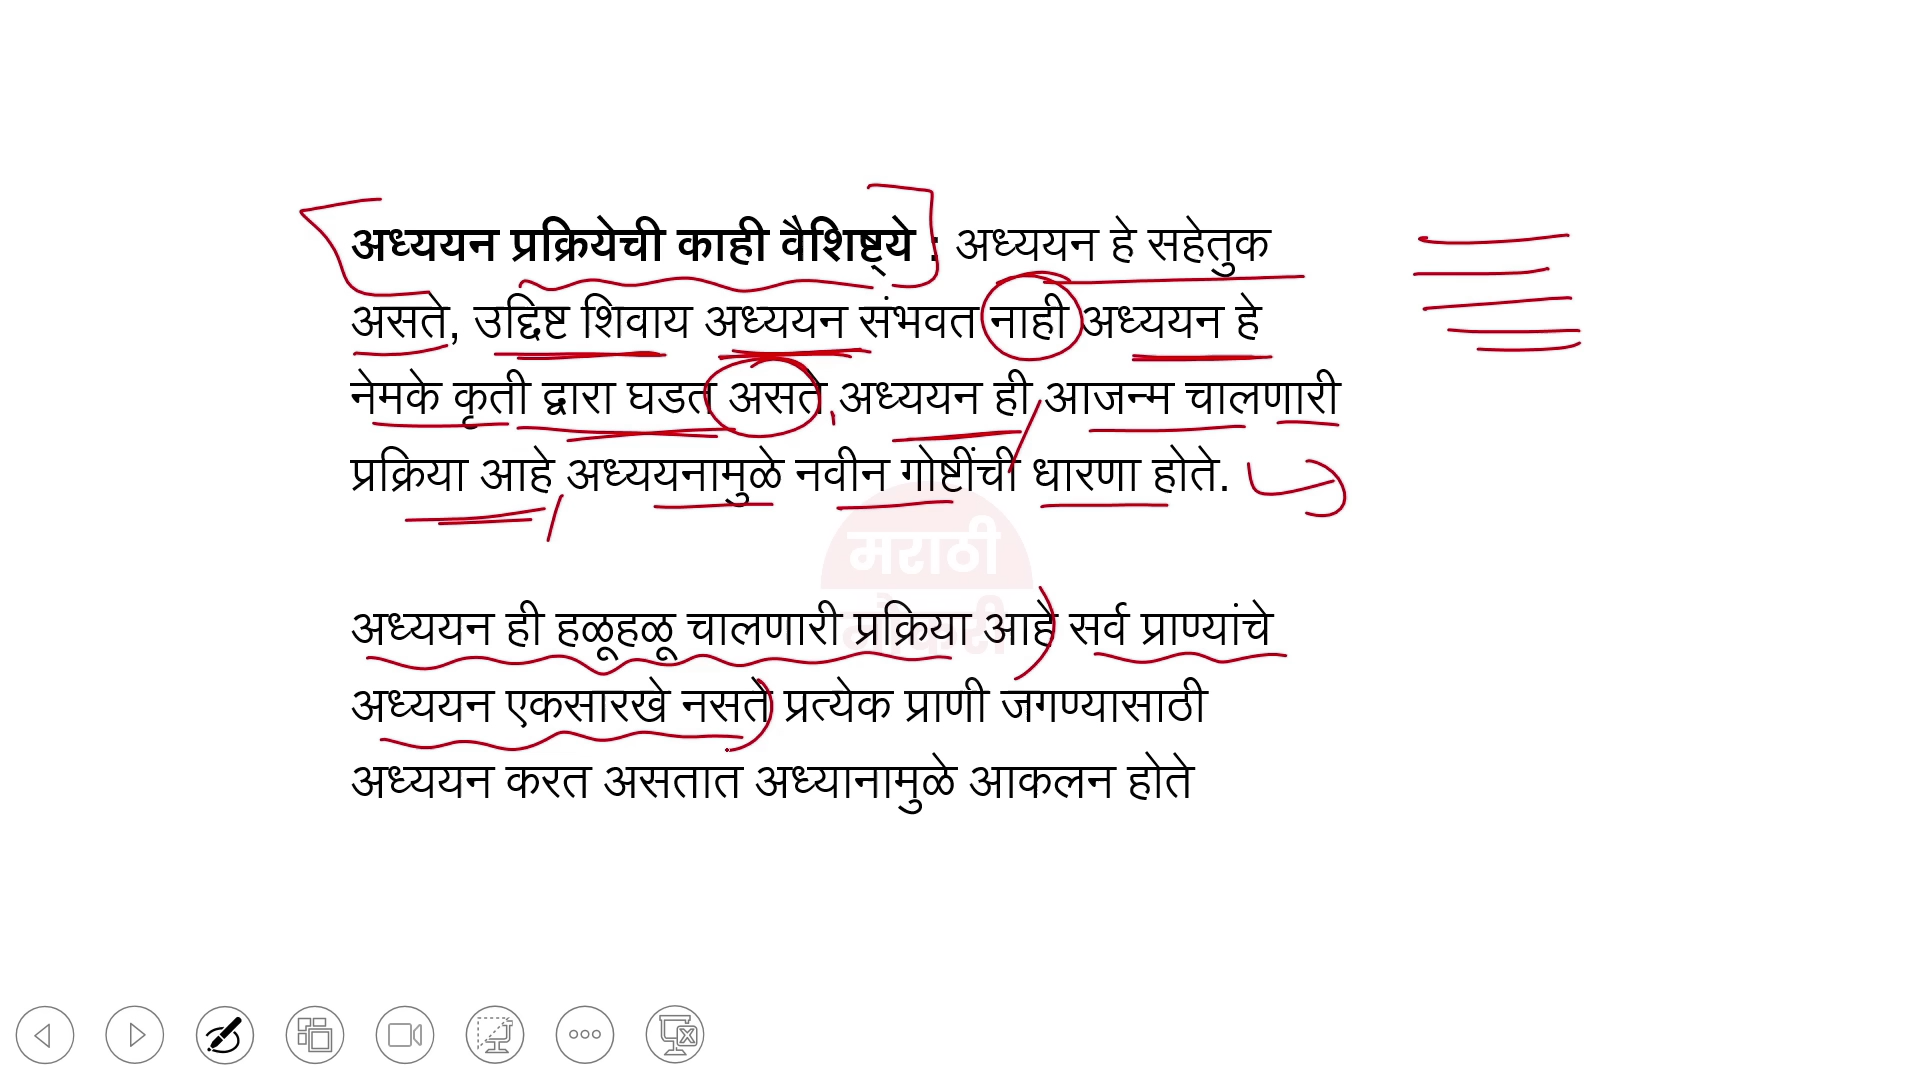 अध्ययन प्रक्रियेची काही वैशिष्ट्ये : अध्ययन हे सहेतुक
असते, उद्दिष्ट शिवाय अध्ययन संभवत नाही अध्ययन हे
नेमके कृती द्वारा घडत असते अध्ययन ही आजन्म चालणारी
प्रक्रिया आहे अध्ययनामुळे नवीन गोष्टींची धारणा होते.
मराठी
नौकरी
अध्ययन ही हळूहळू चालणारी प्रक्रिया आहे सर्व प्राण्यांचे
अध्ययन एकसारखे नसते प्रत्येक प्राणी जगण्यासाठी
अध्ययन करत असतात अध्यानामुळे आकलन होते